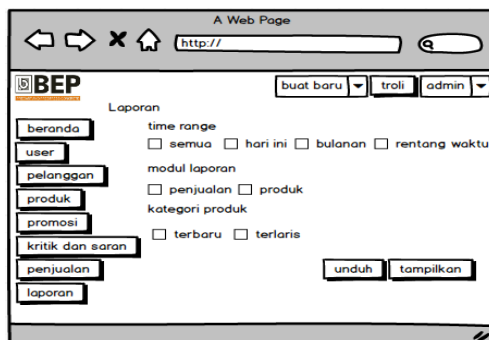 A Web Page
http://
BEP
buat baru troli admin
Laporan
beranda
user
pelanggan
produk
promosi
kritik dan saran
penjualan
laporan
time range
semua hari ini bulanan rentang waktu
modul laporan
penjualan produk
kategori produk
terbaru terlaris
unduh tampilkan